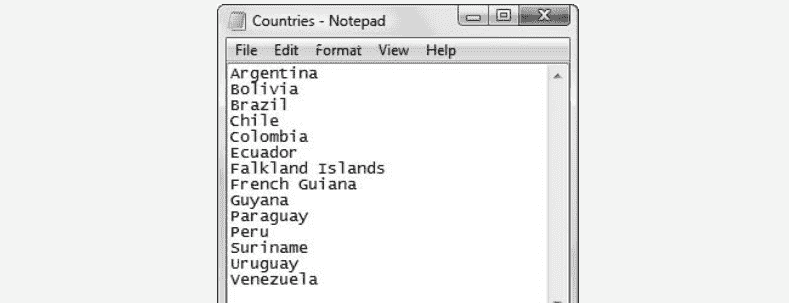 Countries - Notepad
File Edit Format View Help
Argentina
Bolivia
Brazil
Chile
Colombia
Ecuador
Falkland Islands
French Guiana
Guyana
Paraguay
Peru
Suriname
Uruguay
Venezuela